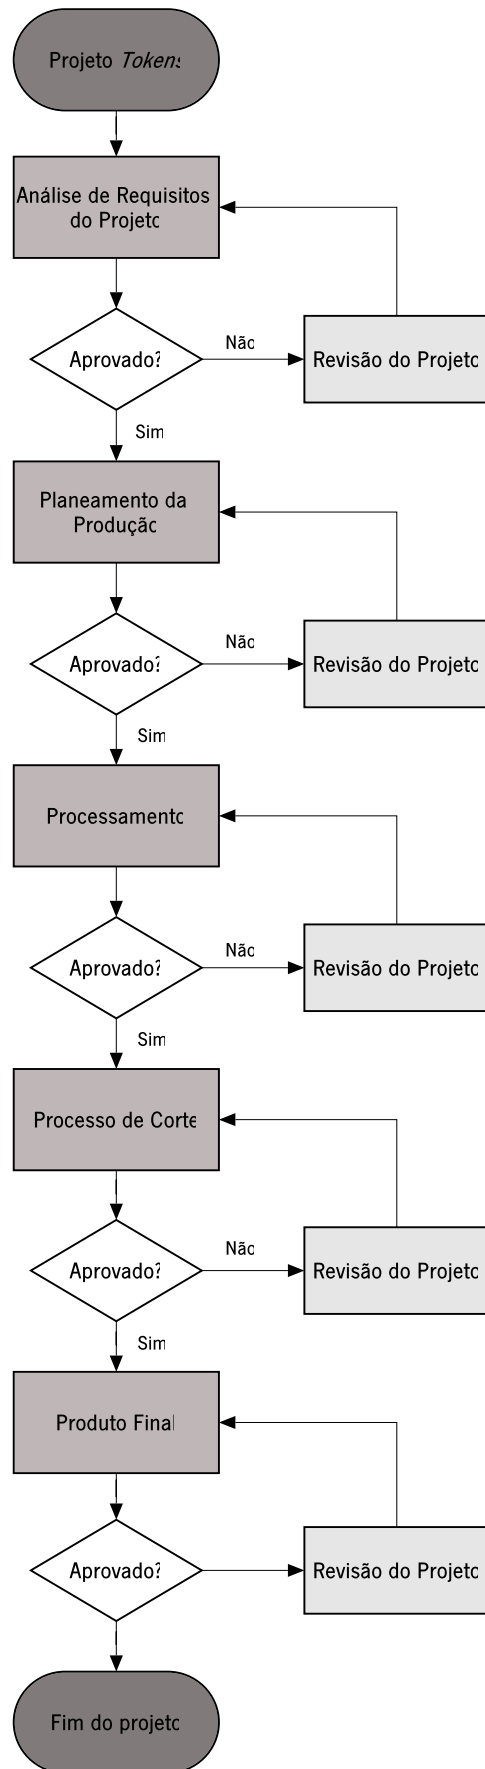 Projeto Tokens
Análise de Requisitos
do Projeto
Aprovado?
Não
Revisão do Projeto
Sim
Planeamento da
Produção
Aprovado?
Não
Revisão do Projeto
Sim
Processamento
Aprovado?
Não
Revisão do Projeto
Sim
Processo de Corte
Aprovado?
Não
Revisão do Projeto
Sim
Produto Final
Aprovado?
Revisão do Projeto
Fim do projeto